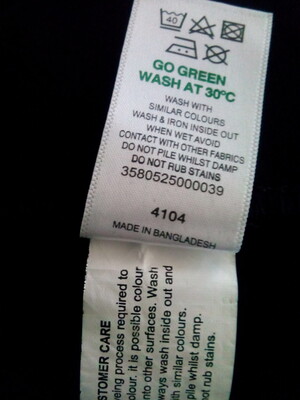 40
GO GREEN
WASH AT 30°C
WASH WITH
SIMILAR COLOURS
WASH & IRON INSIDE OUT
WHEN WET AVOID
CONTACT WITH OTHER FABRICS
DO NOT PILE WHILST DAMP
DO NOT RUB STAINS
3580525000039
4104
MADE IN BANGLADESH
STOMER CARE
eing process required to
olour. it is possible colour
nto other surfaces. Wash
ways wash inside out and
th similar colours.
pile whilst damp.
ot rub stains.